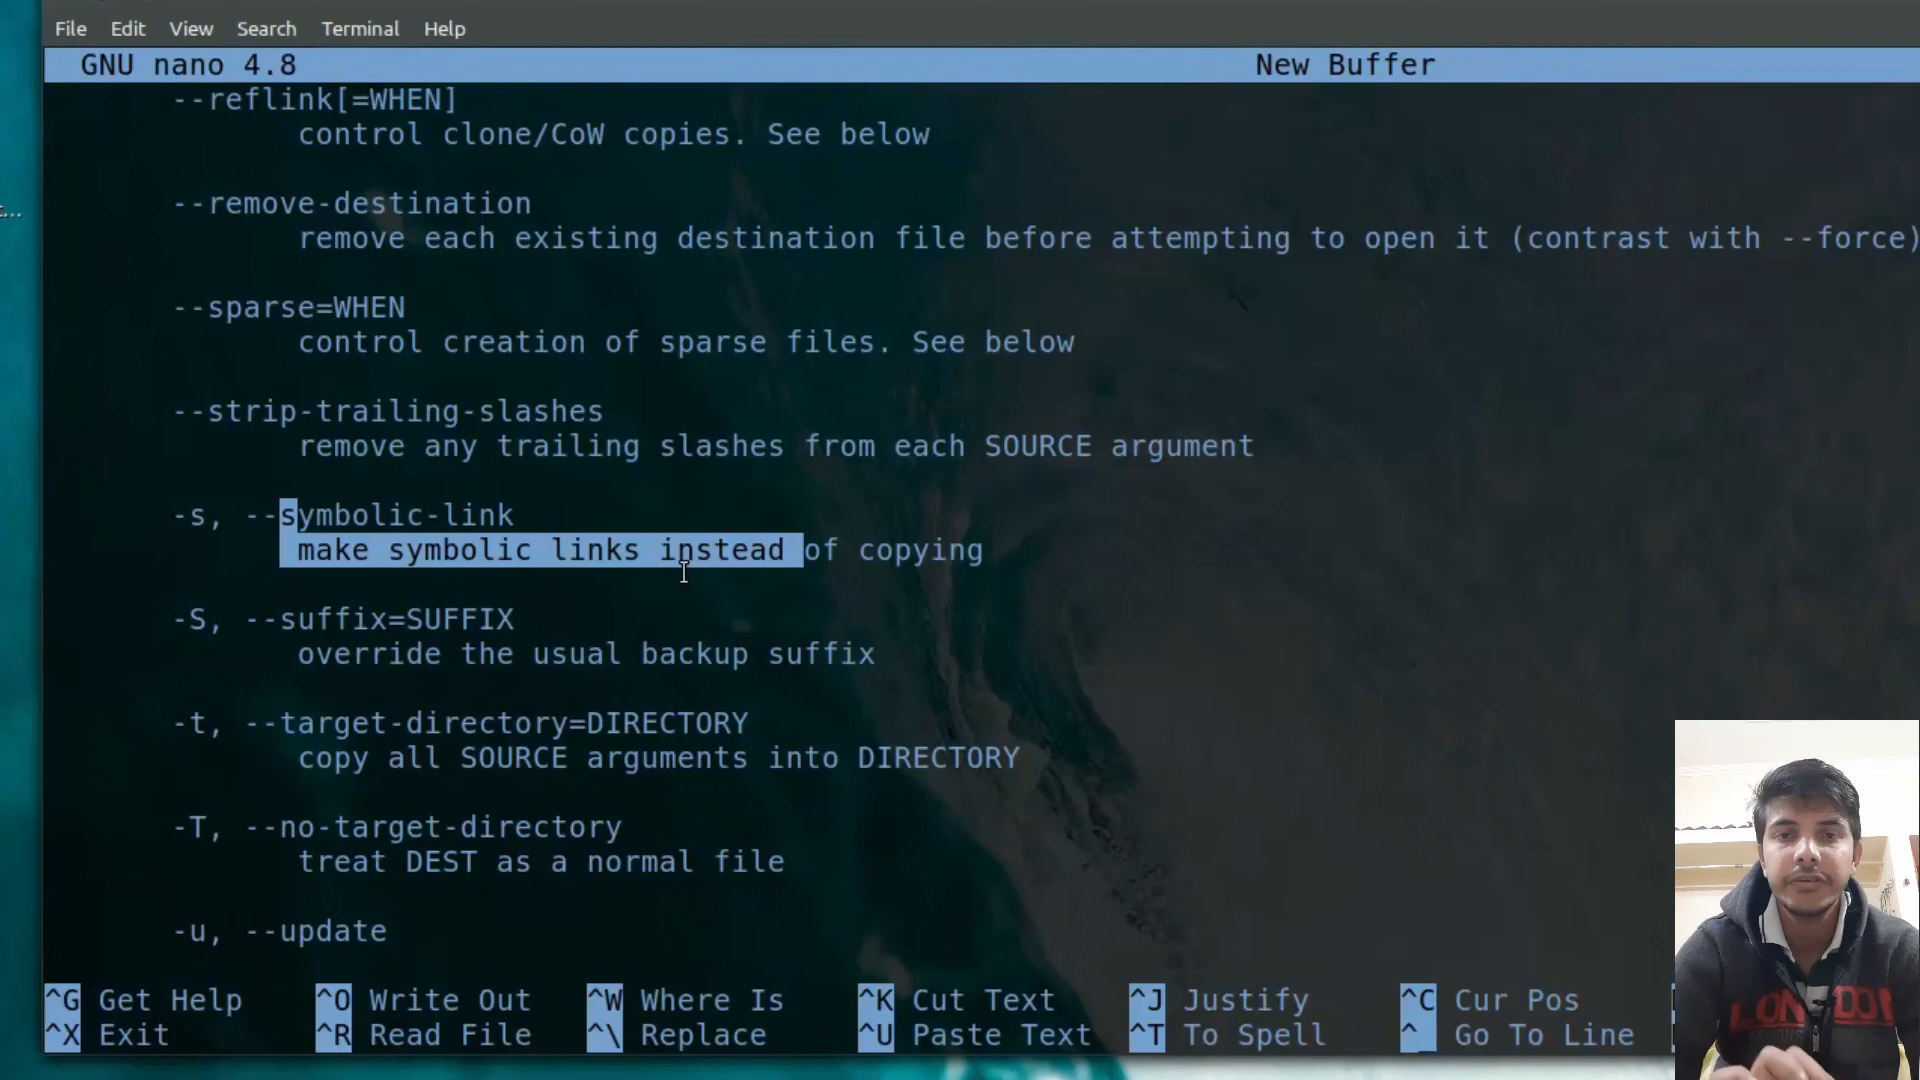 File Edit View Search Terminal Help
GNU nano 4.8 New Buffer
--reflink[=WHEN]
control clone/CoW copies. See below
--remove-destination
remove each existing destination file before attempting to open it (contrast with --force)
--sparse=WHEN
control creation of sparse files. See below
--strip-trailing-slashes
remove any trailing slashes from each SOURCE argument
-s, --symbolic-link
make symbolic links instead of copying
-S, --suffix=SUFFIX
override the usual backup suffix
-t, --target-directory=DIRECTORY
copy all SOURCE arguments into DIRECTORY
-T, --no-target-directory
treat DEST as a normal file
-u, --update
^G Get Help ^O Write Out ^W Where Is ^K Cut Text ^J Justify ^C Cur Pos
^X Exit ^R Read File ^\ Replace ^U Paste Text ^T To Spell ^_ Go To Line
LONDON